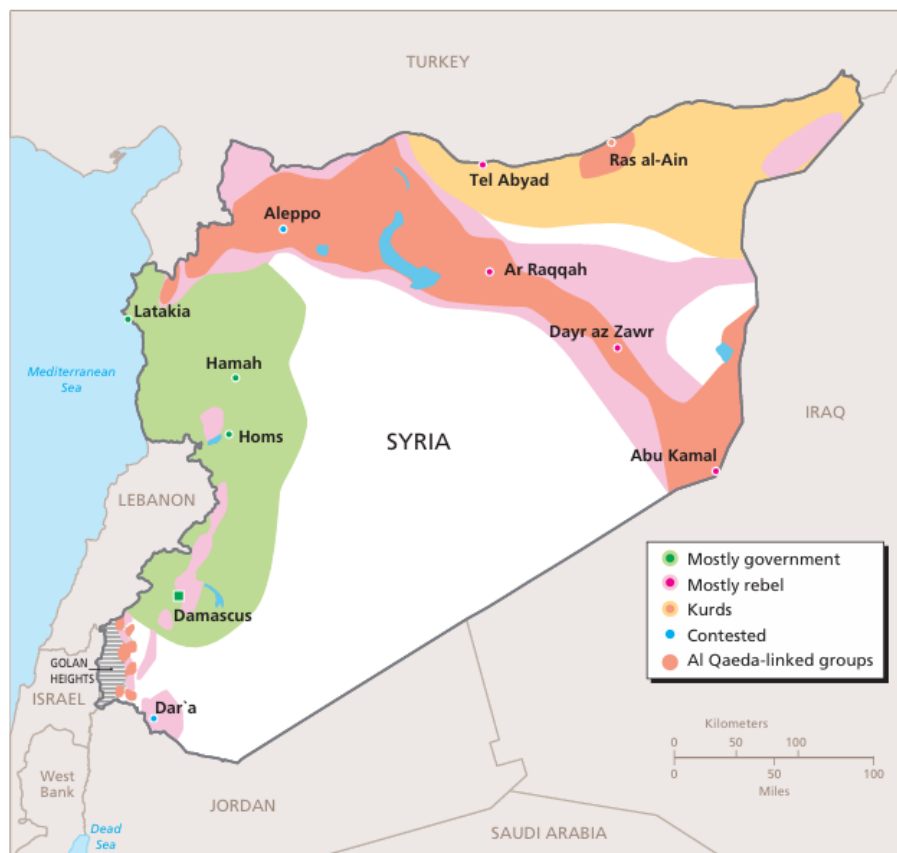 TURKEY
Tel Abyad
Ras al-Ain
Aleppo
Ar Raqqah
Latakia
Dayr az Zawr
Hamah
Mediterranean
Sea
IRAQ
Homs
SYRIA
Abu Kamal
LEBANON
Mostly government
Mostly rebel
Kurds
Contested
Al Qaeda-linked groups
Damascus
GOLAN
HEIGHTS
ISRAEL
Dar`a
Kilometers
0 50 100
0 50 100
Miles
West
Bank
JORDAN
Dead
Sea
SAUDI ARABIA